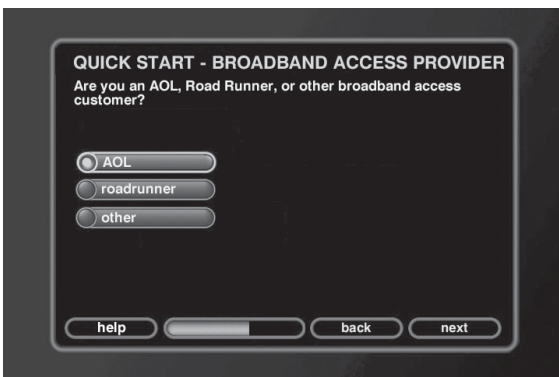 QUICK START - BROADBAND ACCESS PROVIDER
Are you an AOL, Road Runner, or other broadband access
customer?
AOL
roadrunner
other
help
back
next